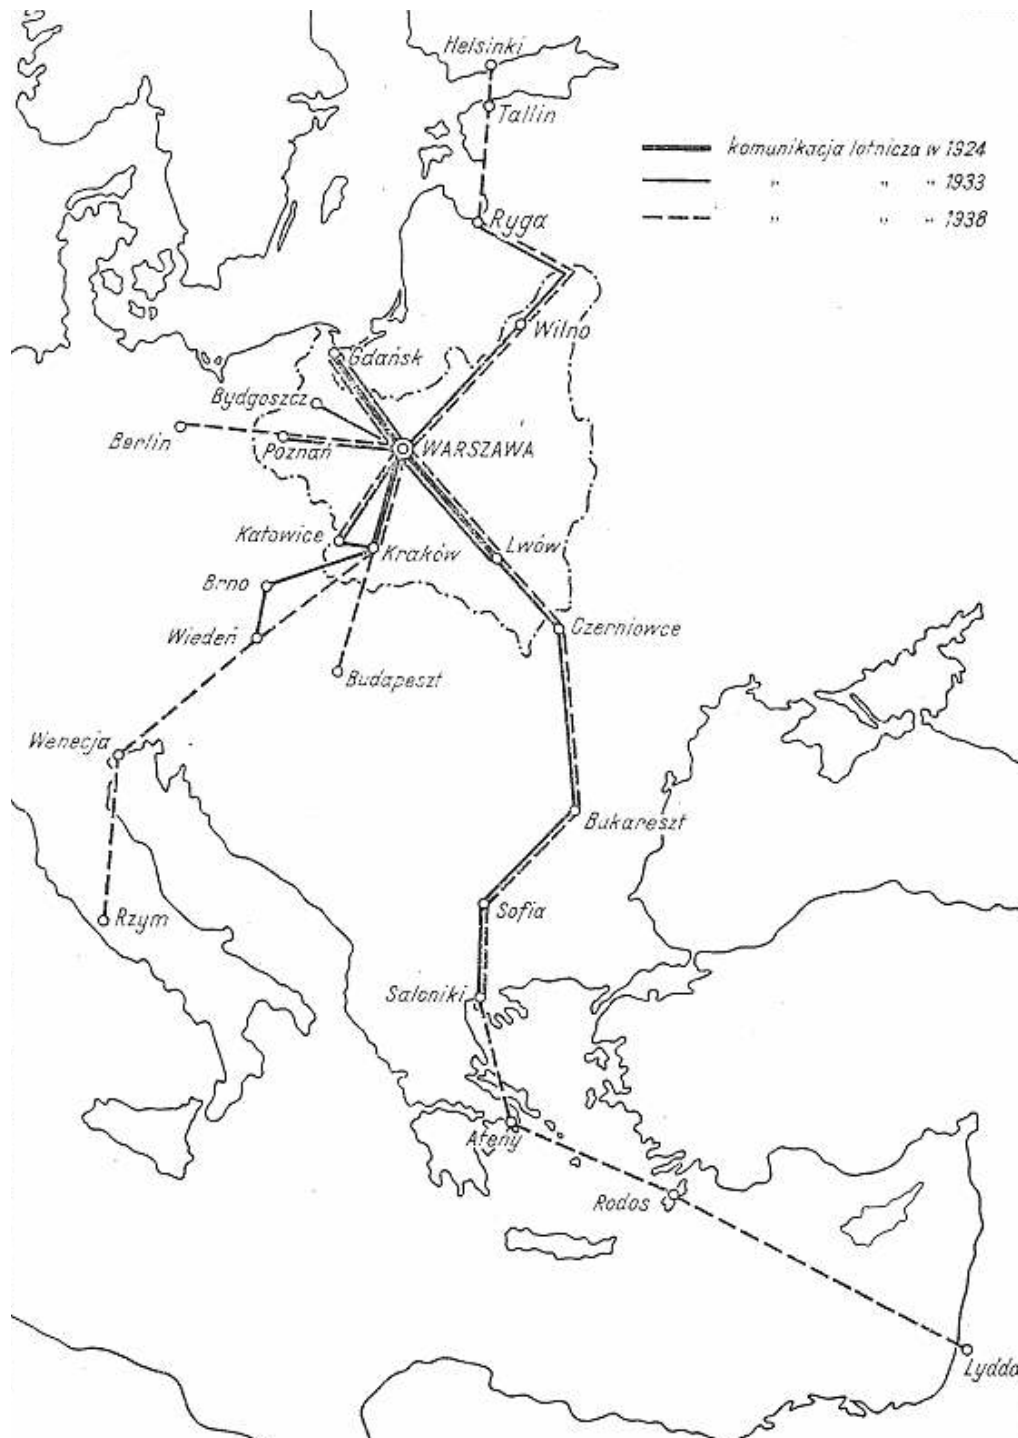 Helsinki
Tallin
komunikacja lotnicza w 1924
" " " 1933
" " " 1938
Ryga
Wilno
Gdańsk
Bydgoszcz
Berlin
Poznań
WARSZAWA
Katowice
Kraków
Lwów
Brno
Czerniowce
Wiedeń
Budapeszt
Wenecja
Bukareszt
Rzym
Sofia
Saloniki
Ateny
Rodos
Lydda